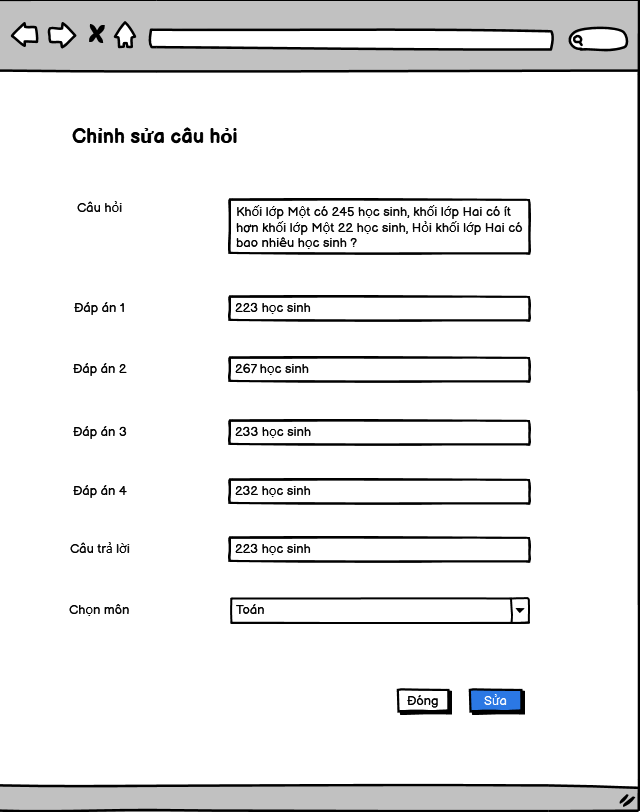 Chỉnh sửa câu hỏi
Câu hỏi
Khối lớp Một có 245 học sinh, khối lớp Hai có ít
hơn khối lớp Một 22 học sinh, Hỏi khối lớp Hai có
bao nhiêu học sinh ?
Đáp án 1
223 học sinh
Đáp án 2
267 học sinh
Đáp án 3
233 học sinh
Đáp án 4
232 học sinh
Câu trả lời
223 học sinh
Chọn môn
Toán
Đóng
Sửa